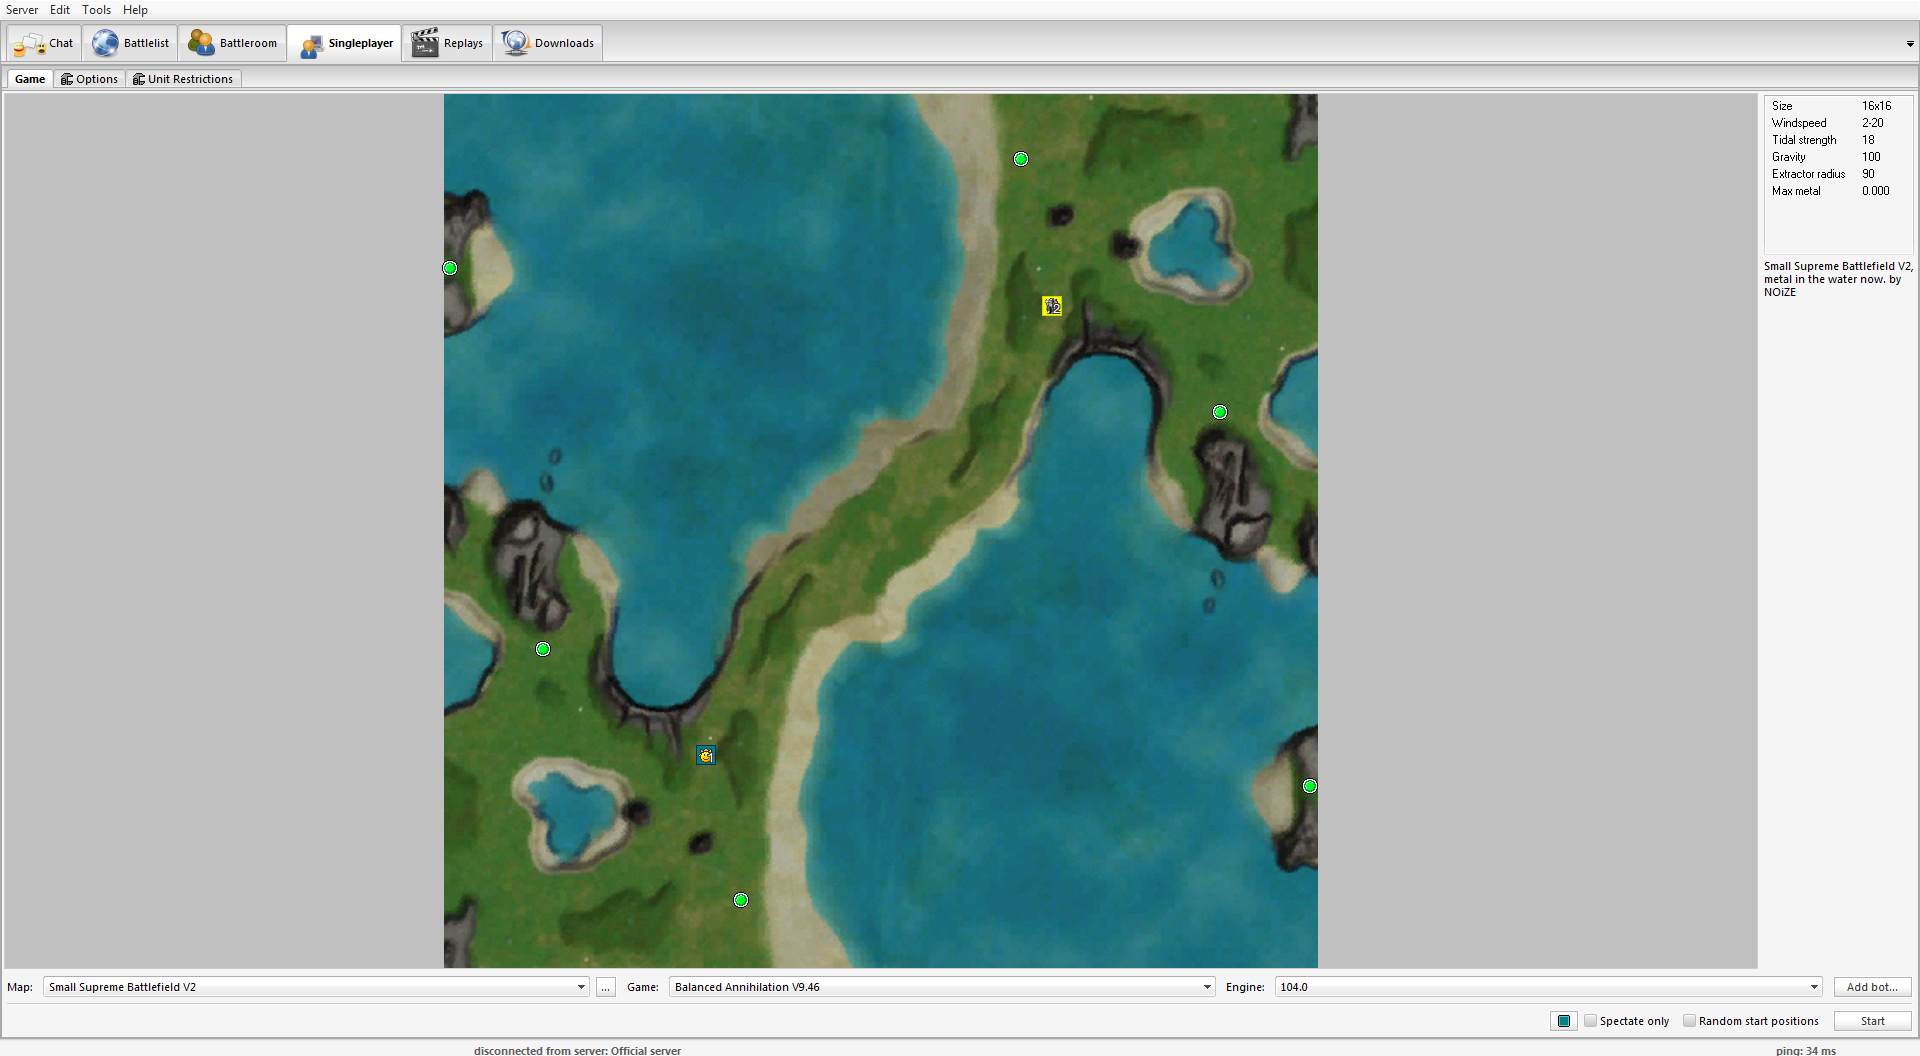 Server Edit Tools Help
Chat Battlelist Battleroom Singleplayer Replays Downloads
Game Options Unit Restrictions
Size 16x16
Windspeed 2-20
Tidal strength 18
Gravity 100
Extractor radius 90
Max metal 0.000
Small Supreme Battlefield V2,
metal in the water now. by
NOiZE
2
1
Map: Small Supreme Battlefield V2 ... Game: Balanced Annihilation V9.46 Engine: 104.0 Add bot...
Spectate only Random start positions Start
disconnected from server: Official server ping: 34 ms